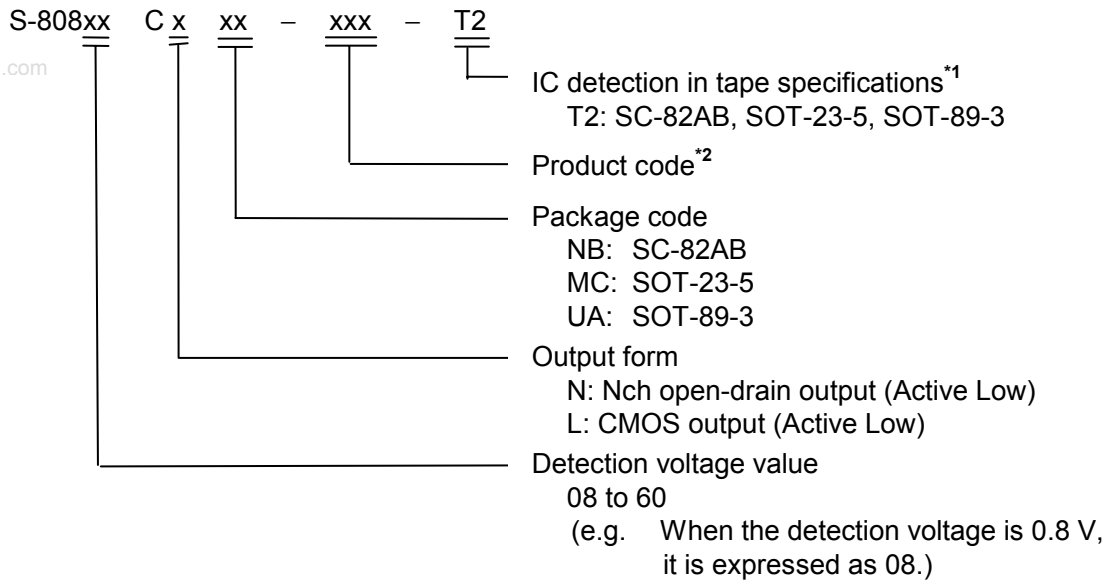 S-808xx C x xx – xxx – T2
.com
IC detection in tape specifications*1
T2: SC-82AB, SOT-23-5, SOT-89-3
Product code*2
Package code
NB: SC-82AB
MC: SOT-23-5
UA: SOT-89-3
Output form
N: Nch open-drain output (Active Low)
L: CMOS output (Active Low)
Detection voltage value
08 to 60
(e.g. When the detection voltage is 0.8 V,
it is expressed as 08.)